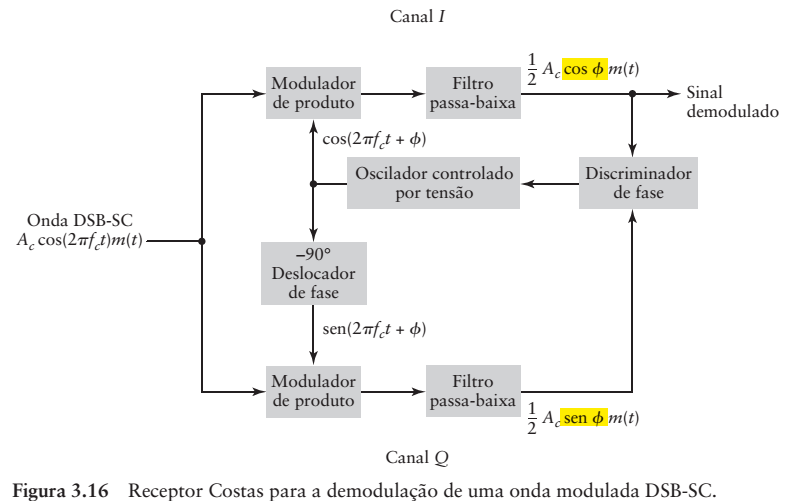 Canal I
Modulador
de produto
Filtro
passa-baixa
1/2 A_c cos ϕ m(t)
Sinal
demodulado
cos(2πf_ct + ϕ)
Oscilador controlado
por tensão
Discriminador
de fase
Onda DSB-SC
A_c cos(2πf_ct)m(t)
−90°
Deslocador
de fase
sen(2πf_ct + ϕ)
Modulador
de produto
Filtro
passa-baixa
1/2 A_c sen ϕ m(t)
Canal Q
Figura 3.16 Receptor Costas para a demodulação de uma onda modulada DSB-SC.